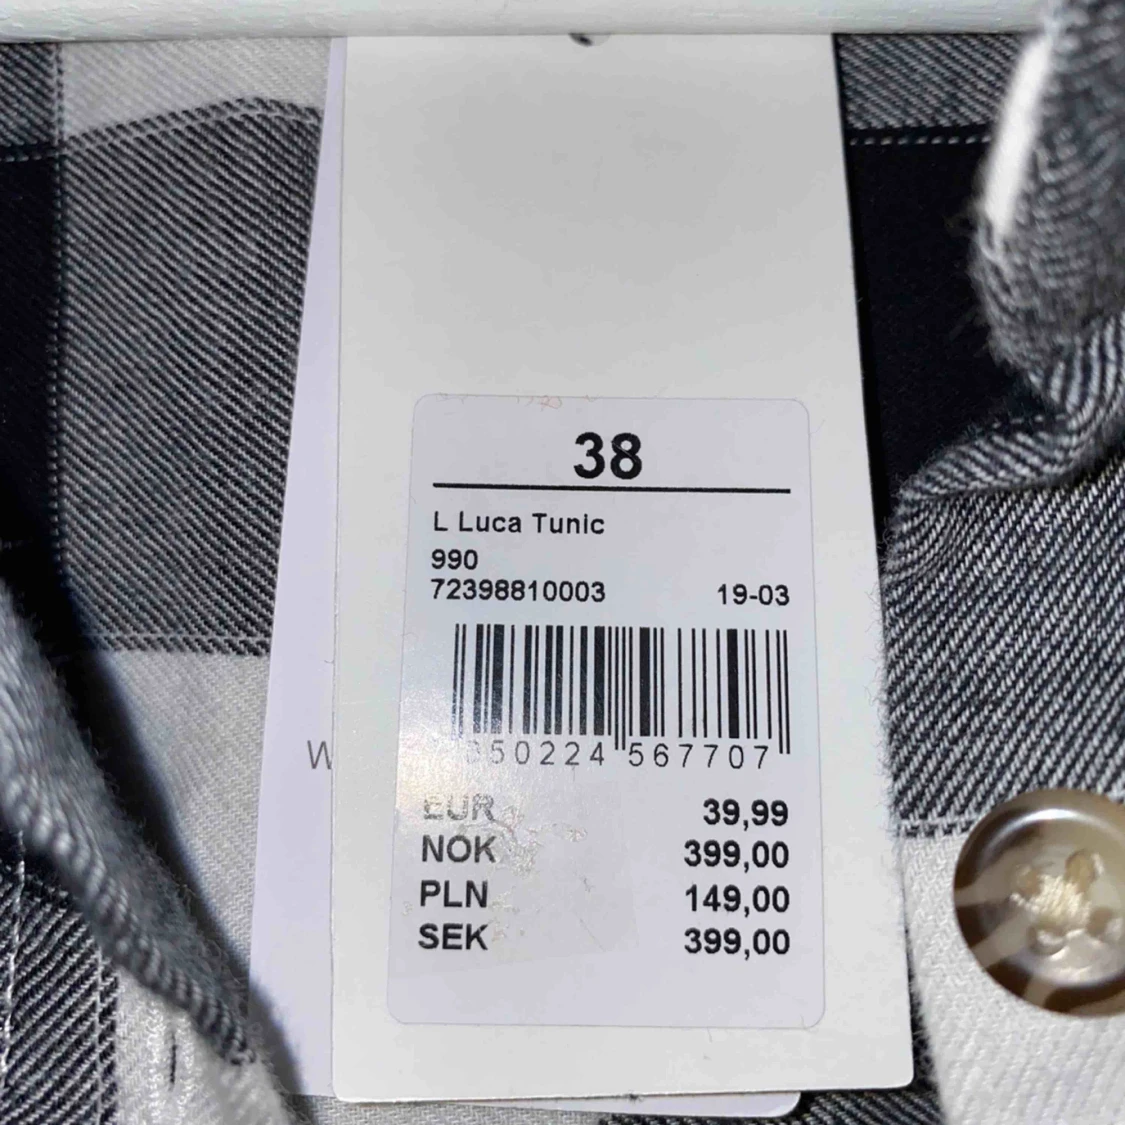 38
L Luca Tunic
990
72398810003 19-03
50224 567707
EUR 39,99
NOK 399,00
PLN 149,00
SEK 399,00
W